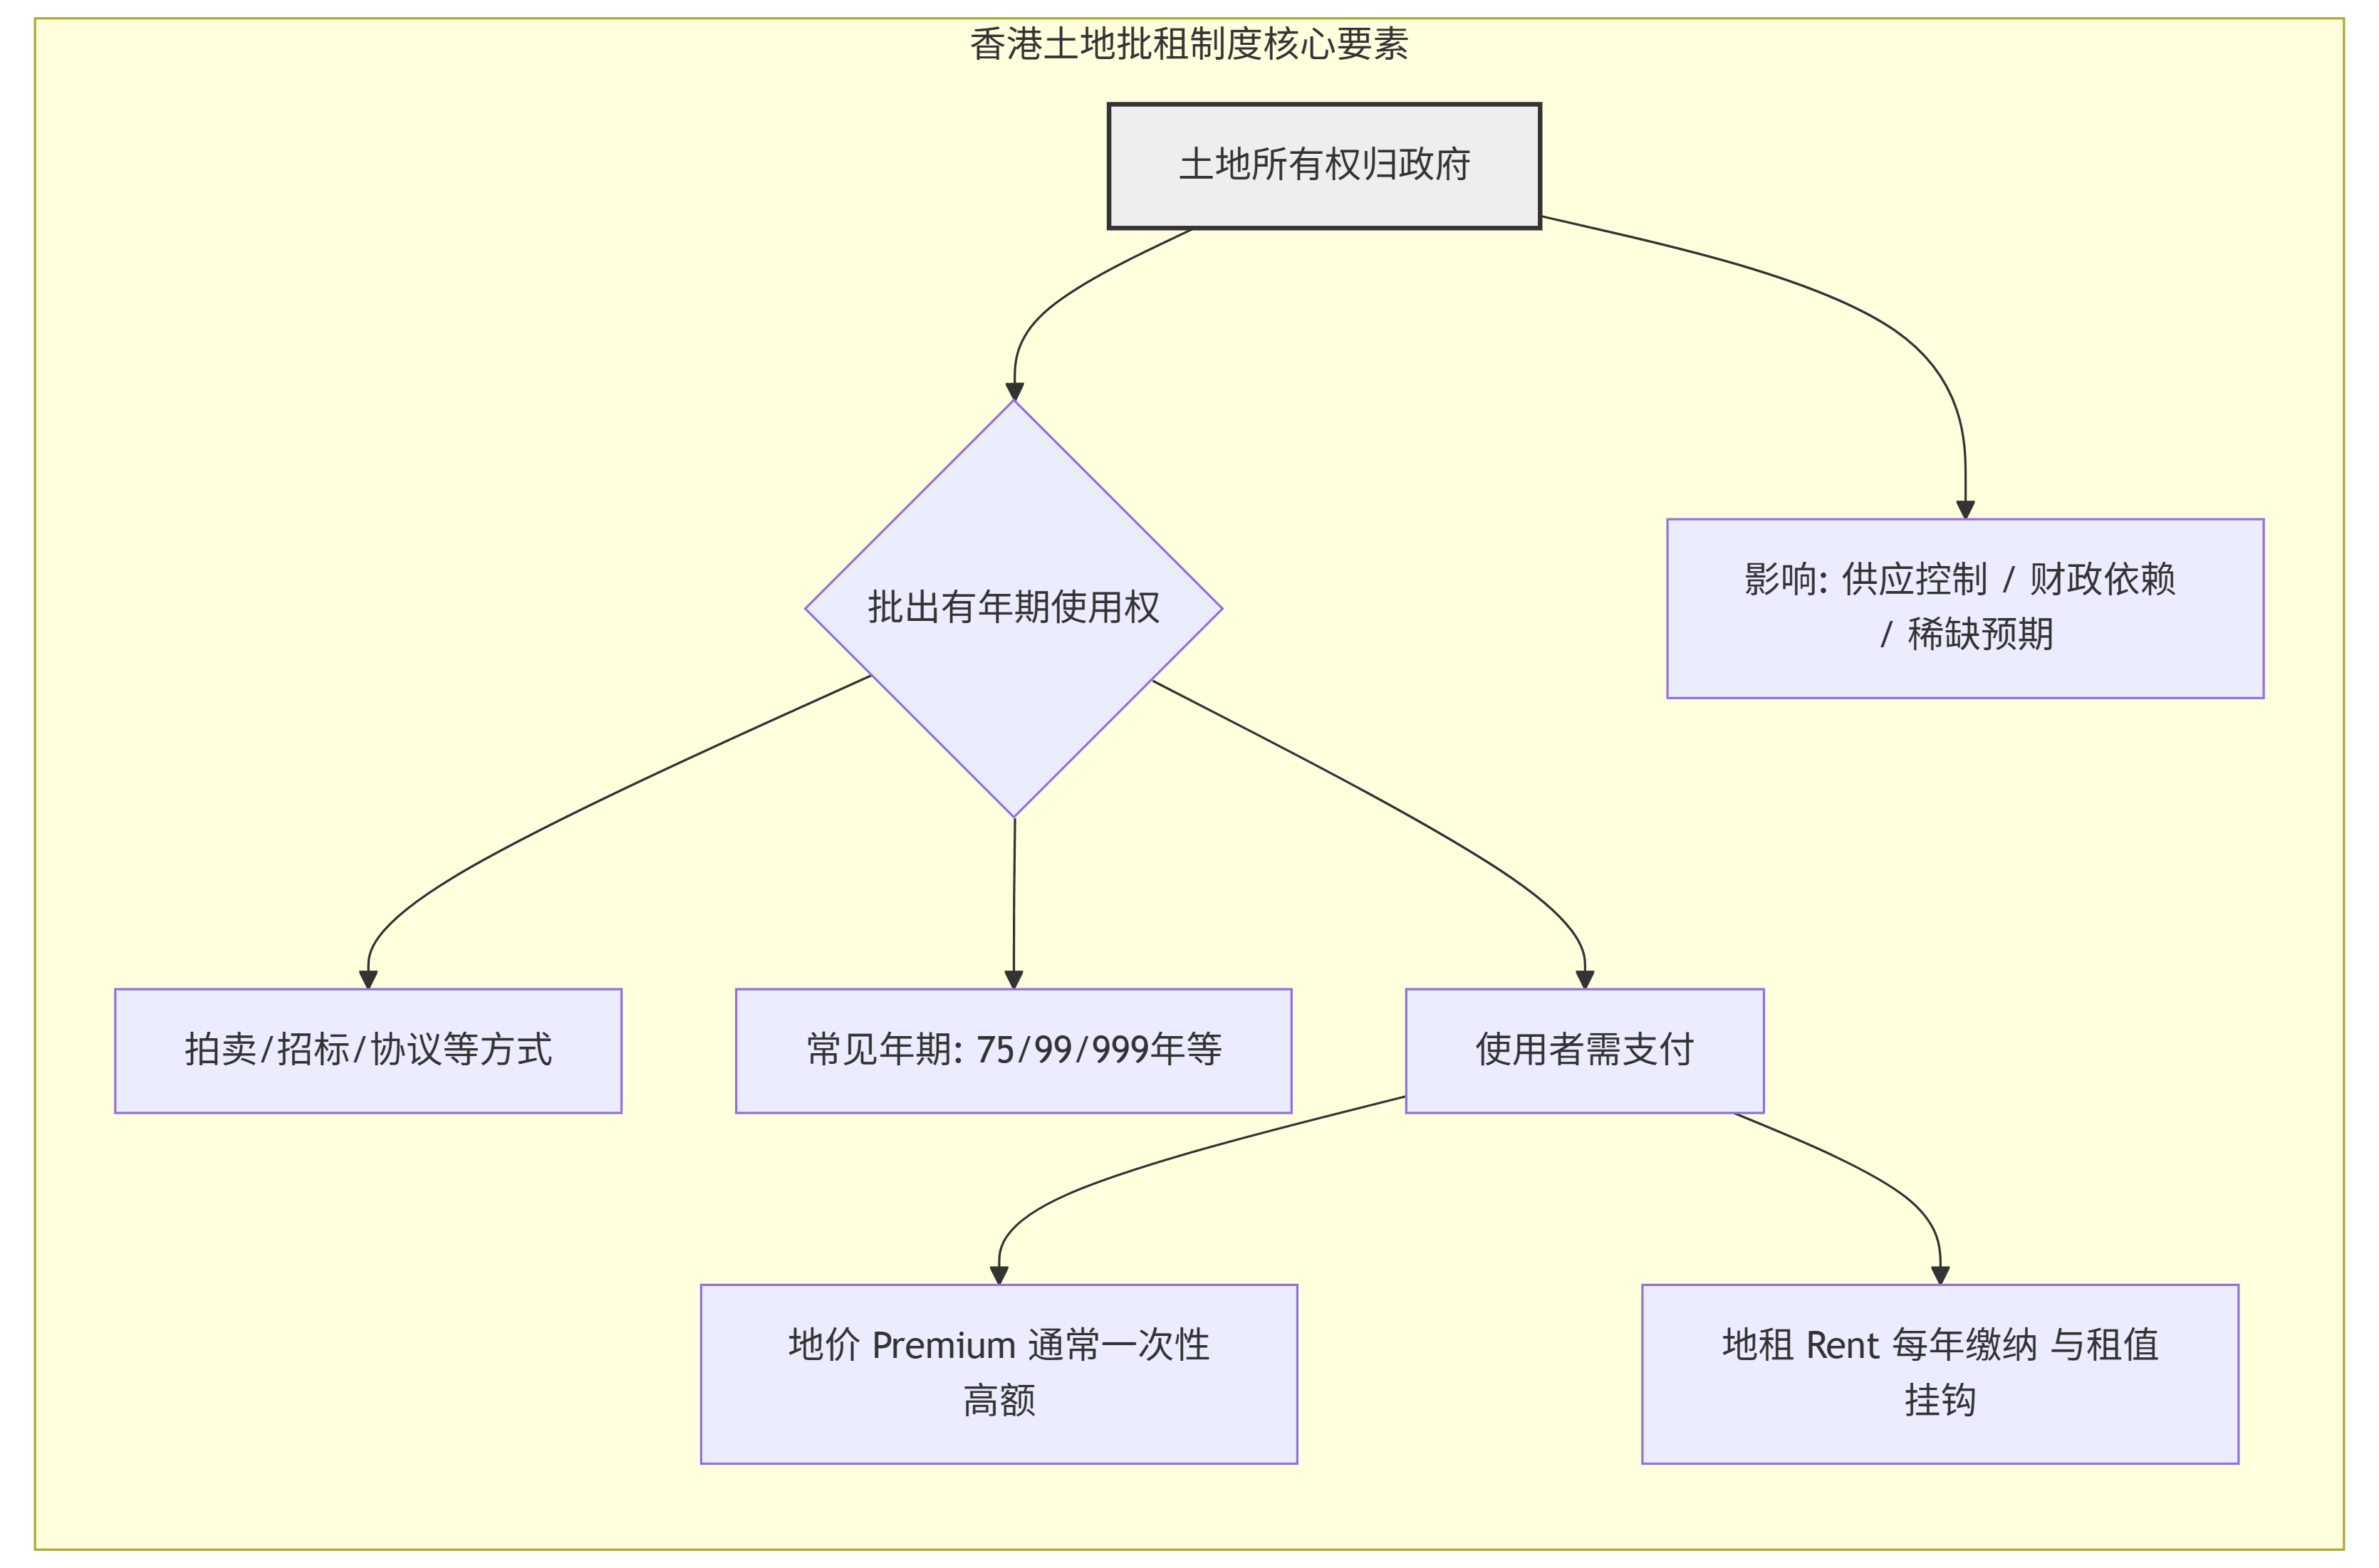 香港土地批租制度核心要素
土地所有权归政府
批出有年期使用权
影响: 供应控制 / 财政依赖
/ 稀缺预期
拍卖/招标/协议等方式
常见年期: 75/99/999年等
使用者需支付
地价 Premium 通常一次性
高额
地租 Rent 每年缴纳 与租值
挂钩